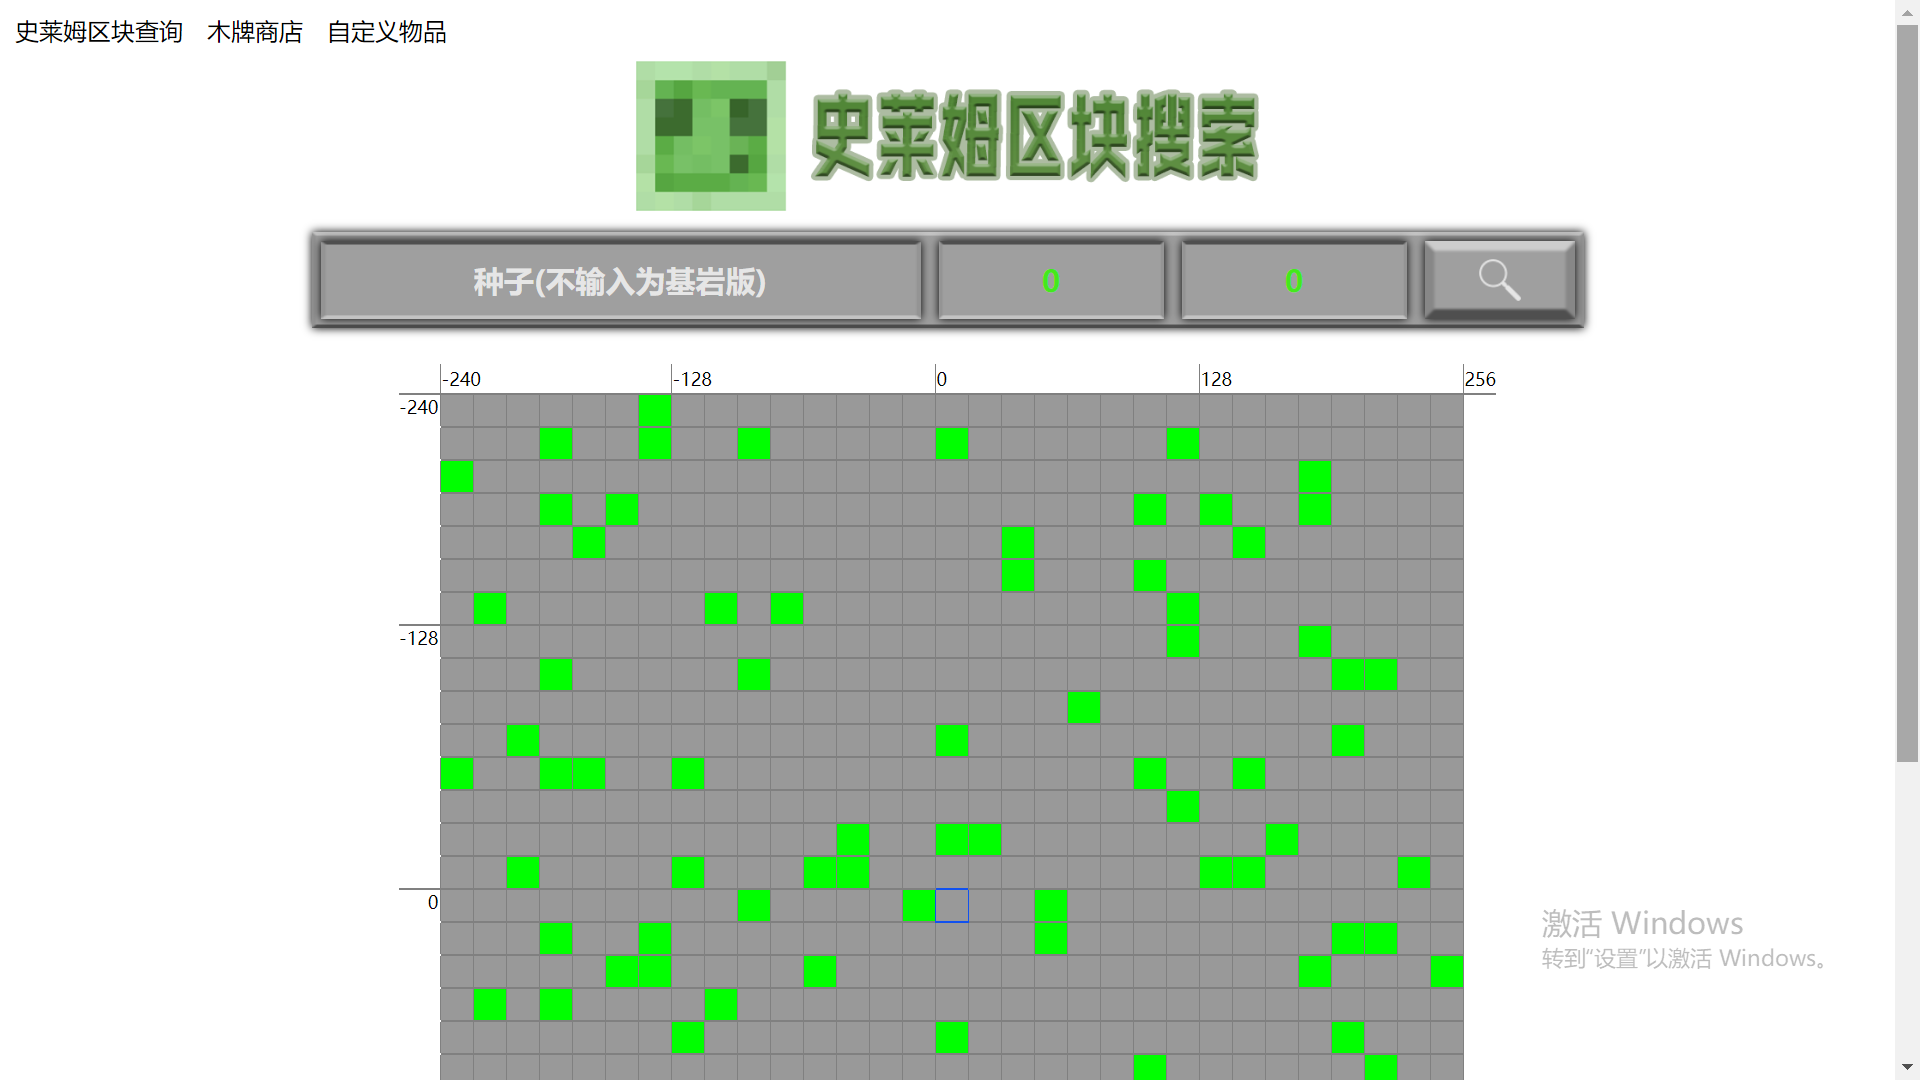 史莱姆区块查询 木牌商店 自定义物品
史莱姆区块搜索
种子(不输入为基岩版) 0 0
-240 -128 0 128 256
-240
-128
0
激活 Windows
转到“设置”以激活 Windows。